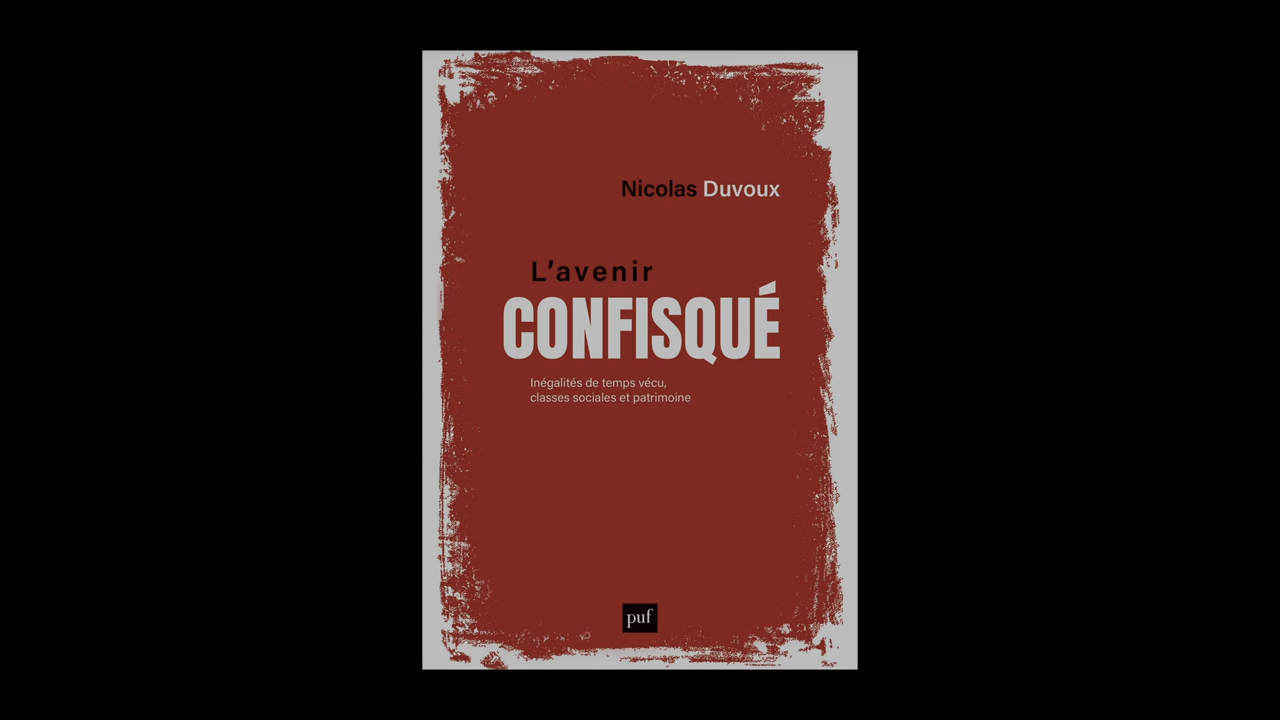 Nicolas Duvoux
L’avenir
CONFISQUÉ
Inégalités de temps vécu,
classes sociales et patrimoine
puf